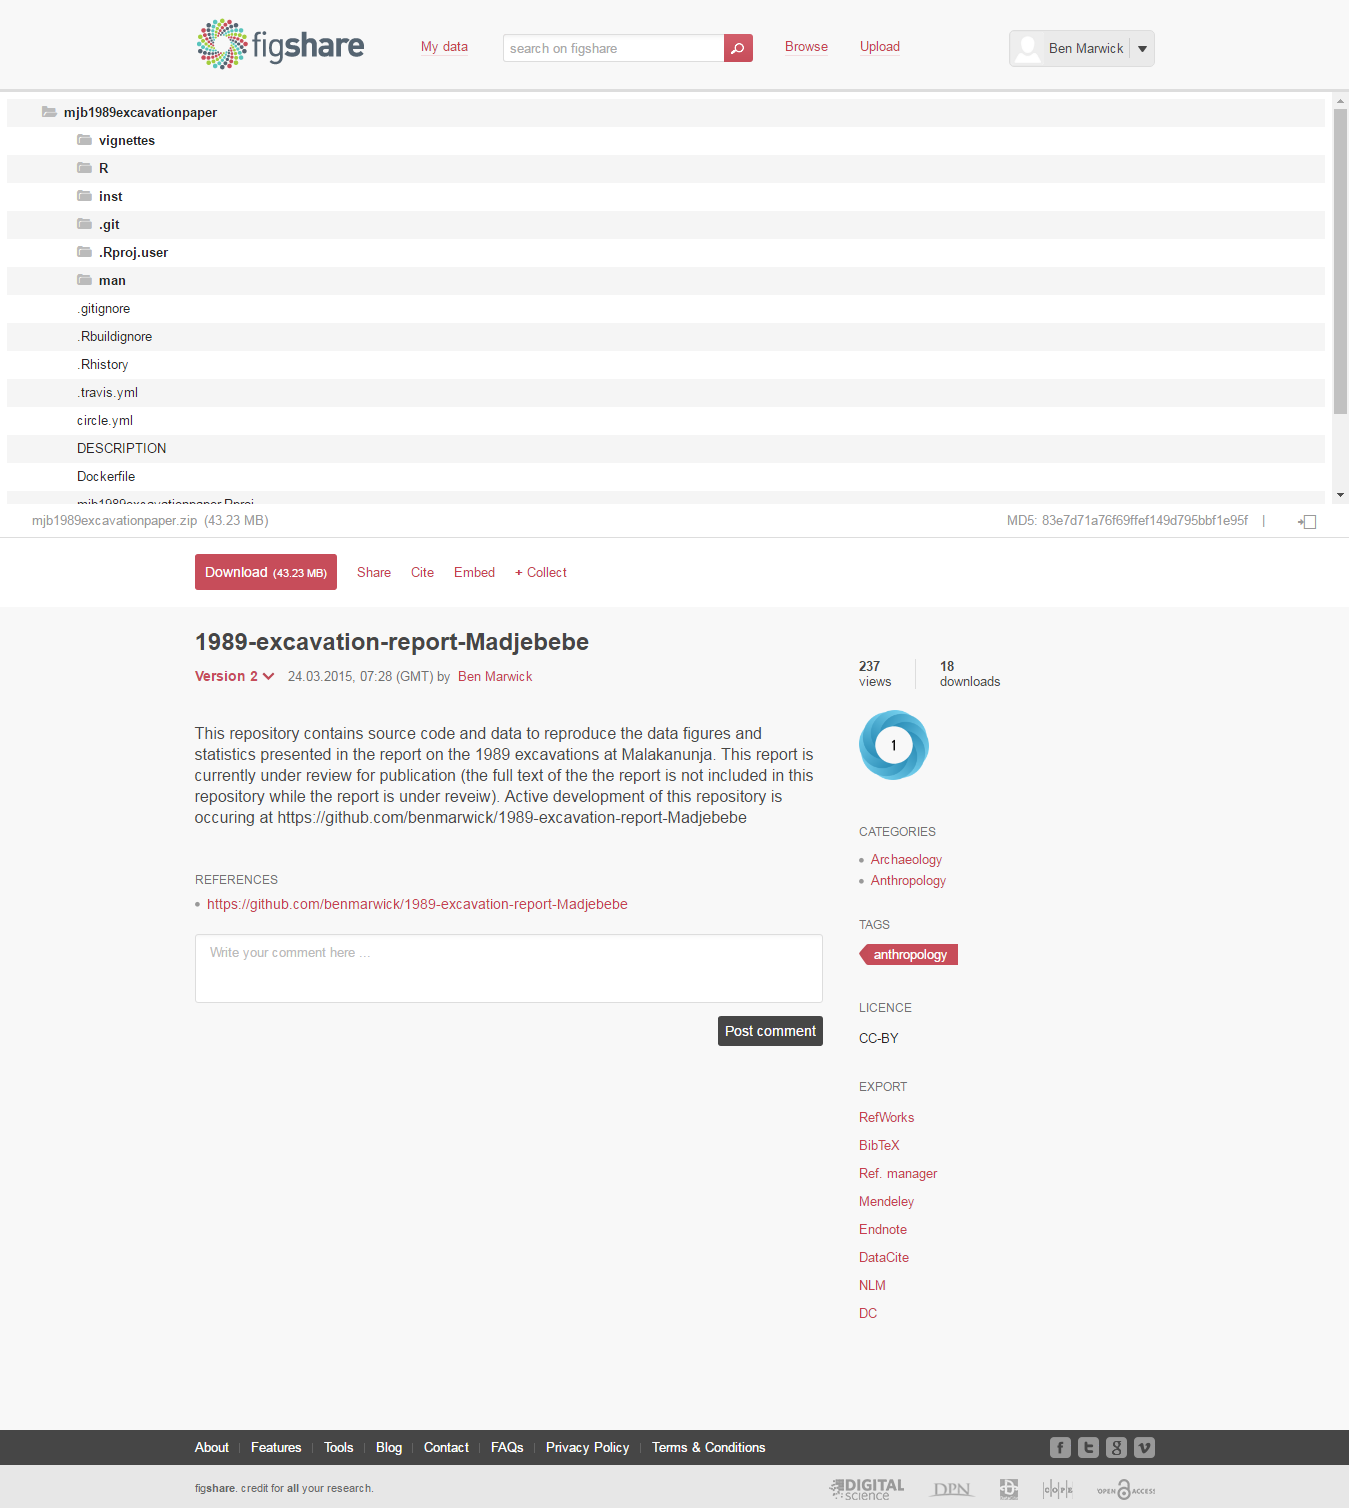 figshare
My data
search on figshare
Browse
Upload
Ben Marwick
mjb1989excavationpaper
vignettes
R
inst
.git
.Rproj.user
man
.gitignore
.Rbuildignore
.Rhistory
.travis.yml
circle.yml
DESCRIPTION
Dockerfile
mjb1989excavationpaper.Rproj
mjb1989excavationpaper.zip (43.23 MB)
MD5: 83e7d71a76f69ffef149d795bbf1e95f |
Download (43.23 MB)
Share
Cite
Embed
+ Collect
1989-excavation-report-Madjebebe
Version 2 24.03.2015, 07:28 (GMT) by Ben Marwick
237
views
18
downloads
1
This repository contains source code and data to reproduce the data figures and
statistics presented in the report on the 1989 excavations at Malakanunja. This report is
currently under review for publication (the full text of the the report is not included in this
repository while the report is under reveiw). Active development of this repository is
occuring at https://github.com/benmarwick/1989-excavation-report-Madjebebe
REFERENCES
https://github.com/benmarwick/1989-excavation-report-Madjebebe
Write your comment here ...
Post comment
CATEGORIES
Archaeology
Anthropology
TAGS
anthropology
LICENCE
CC-BY
EXPORT
RefWorks
BibTeX
Ref. manager
Mendeley
Endnote
DataCite
NLM
DC
About | Features | Tools | Blog | Contact | FAQs | Privacy Policy | Terms & Conditions
figshare. credit for all your research.
DIGITAL
science
DPN
C O P E
OPEN ACCESS